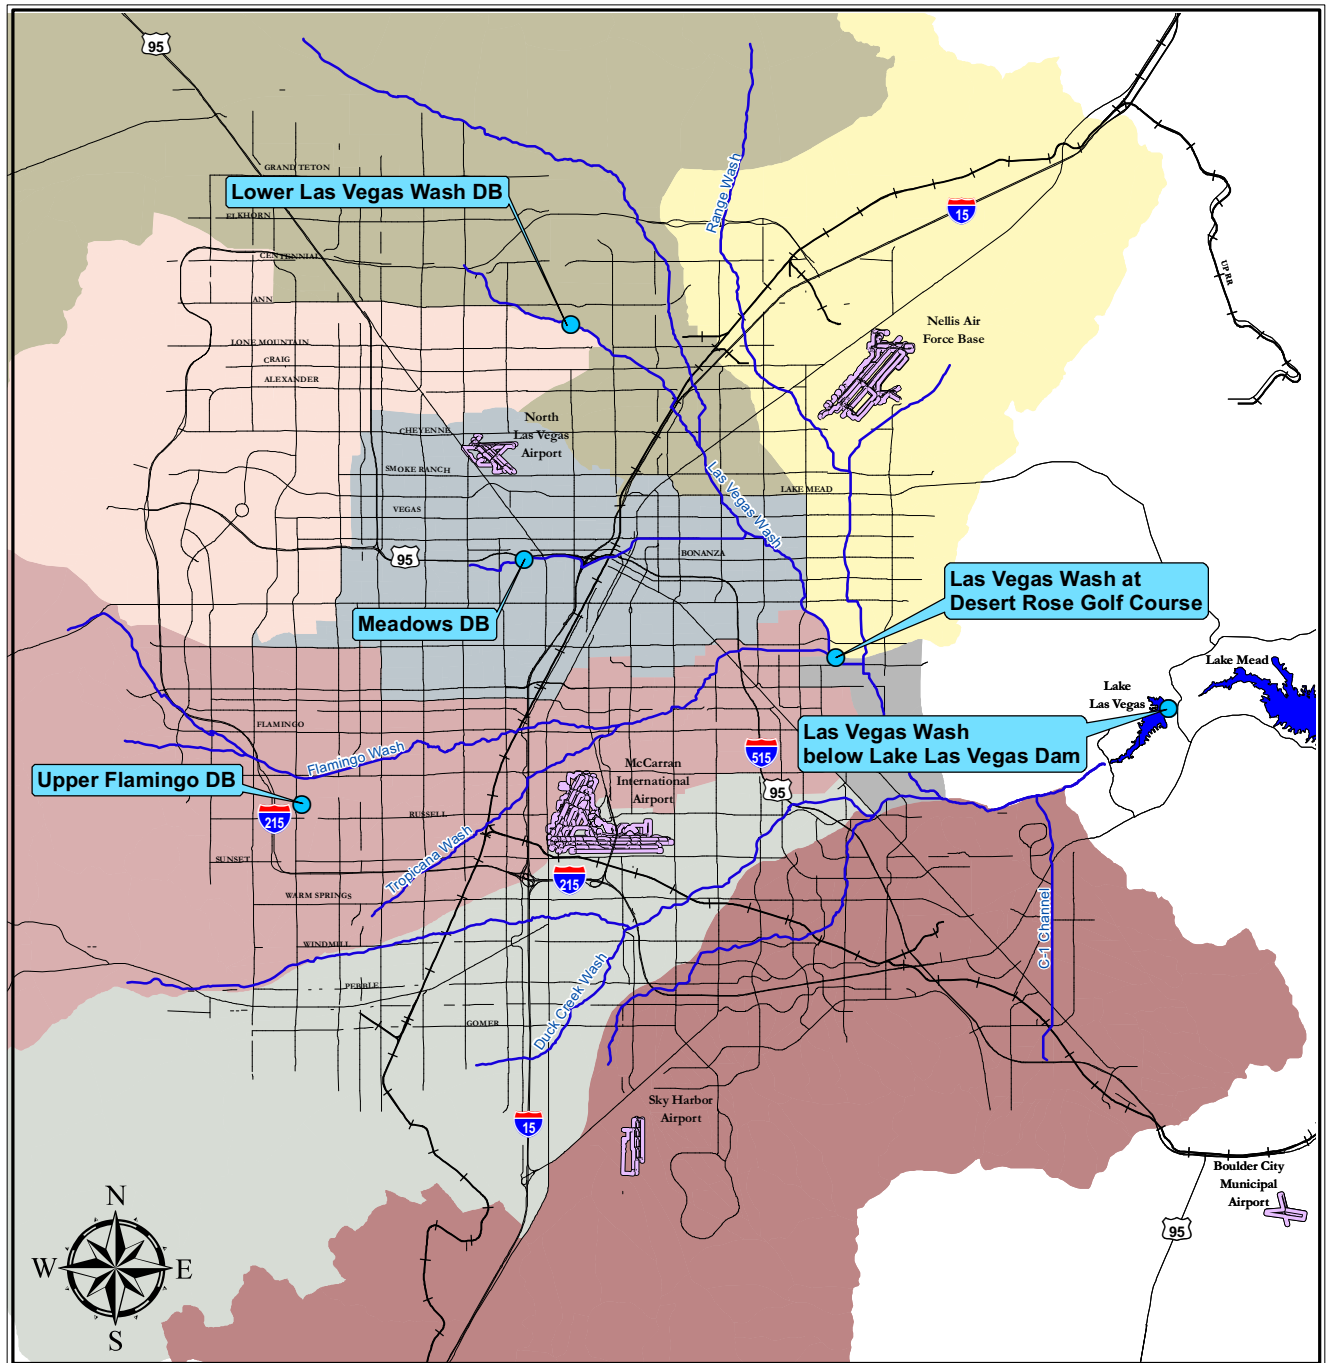 95
GRAND TETON
Lower Las Vegas Wash DB
ELKHORN
Range Wash
15
CENTENNIAL
UP RR
ANN
Nellis Air
Force Base
LONE MOUNTAIN
CRAIG
ALEXANDER
North
Las Vegas
Airport
CHEYENNE
SMOKE RANCH
LAKE MEAD
VEGAS
Las Vegas Wash
95
BONANZA
Las Vegas Wash at
Desert Rose Golf Course
Meadows DB
Lake Mead
Lake
Las Vegas
FLAMINGO
Flamingo Wash
Las Vegas Wash
below Lake Las Vegas Dam
515
McCarran
International
Airport
Upper Flamingo DB
95
215
RUSSELL
Tropicana Wash
SUNSET
215
WARM SPRINGS
C-1 Channel
WINDMILL
PEBBLE
Duck Creek Wash
GOMER
Sky Harbor
Airport
15
Boulder City
Municipal
Airport
95
N
W
E
S